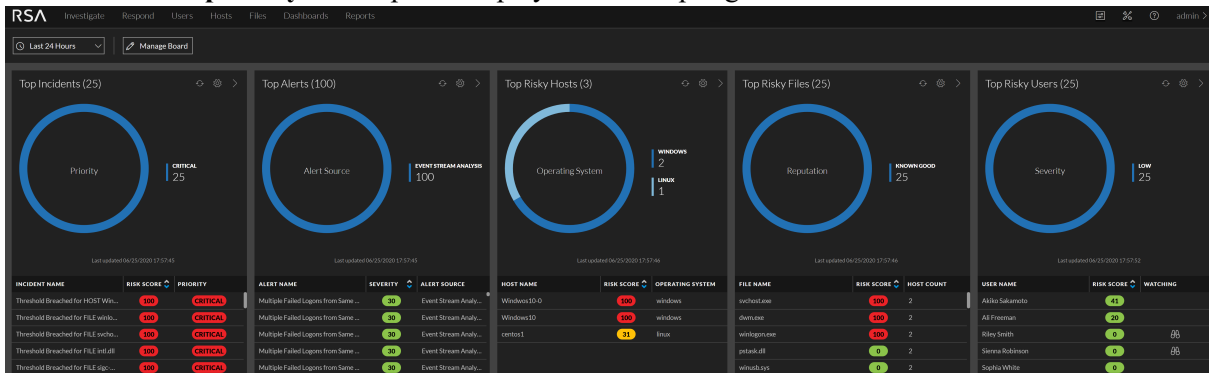 RSA Investigate Respond Users Hosts Files Dashboards Reports admin
Last 24 Hours Manage Board
Top Incidents (25)
Priority
CRITICAL
25
Last updated 06/25/2020 17:57:45
INCIDENT NAME RISK SCORE PRIORITY
Threshold Breached for HOST Win... 100 CRITICAL
Threshold Breached for FILE winlo... 100 CRITICAL
Threshold Breached for FILE svcho... 100 CRITICAL
Threshold Breached for FILE intl.dll 100 CRITICAL
Threshold Breached for FILE sigc-... 100 CRITICAL
Top Alerts (100)
Alert Source
EVENT STREAM ANALYSIS
100
Last updated 06/25/2020 17:57:45
ALERT NAME SEVERITY ALERT SOURCE
Multiple Failed Logons from Same ... 30 Event Stream Analy...
Multiple Failed Logons from Same ... 30 Event Stream Analy...
Multiple Failed Logons from Same ... 30 Event Stream Analy...
Multiple Failed Logons from Same ... 30 Event Stream Analy...
Multiple Failed Logons from Same ... 30 Event Stream Analy...
Top Risky Hosts (3)
Operating System
WINDOWS
2
LINUX
1
Last updated 06/25/2020 17:57:46
HOST NAME RISK SCORE OPERATING SYSTEM
Windows10-0 100 windows
Windows10 100 windows
centos1 31 linux
Top Risky Files (25)
Reputation
KNOWN GOOD
25
Last updated 06/25/2020 17:57:46
FILE NAME RISK SCORE HOST COUNT
svchost.exe 100 2
dwm.exe 100 2
winlogon.exe 100 2
pstask.dll 0 2
winusb.sys 0 2
Top Risky Users (25)
Severity
LOW
25
Last updated 06/25/2020 17:57:52
USER NAME RISK SCORE WATCHING
Akiko Sakamoto 41
Ali Freeman 20
Riley Smith 0
Sienna Robinson 0
Sophia White 0